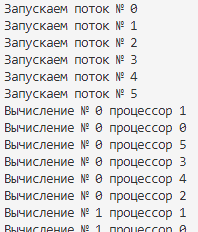 Запускаем поток № 0
Запускаем поток № 1
Запускаем поток № 2
Запускаем поток № 3
Запускаем поток № 4
Запускаем поток № 5
Вычисление № 0 процессор 1
Вычисление № 0 процессор 0
Вычисление № 0 процессор 5
Вычисление № 0 процессор 3
Вычисление № 0 процессор 4
Вычисление № 0 процессор 2
Вычисление № 1 процессор 1
Вычисление № 1 процессор 0